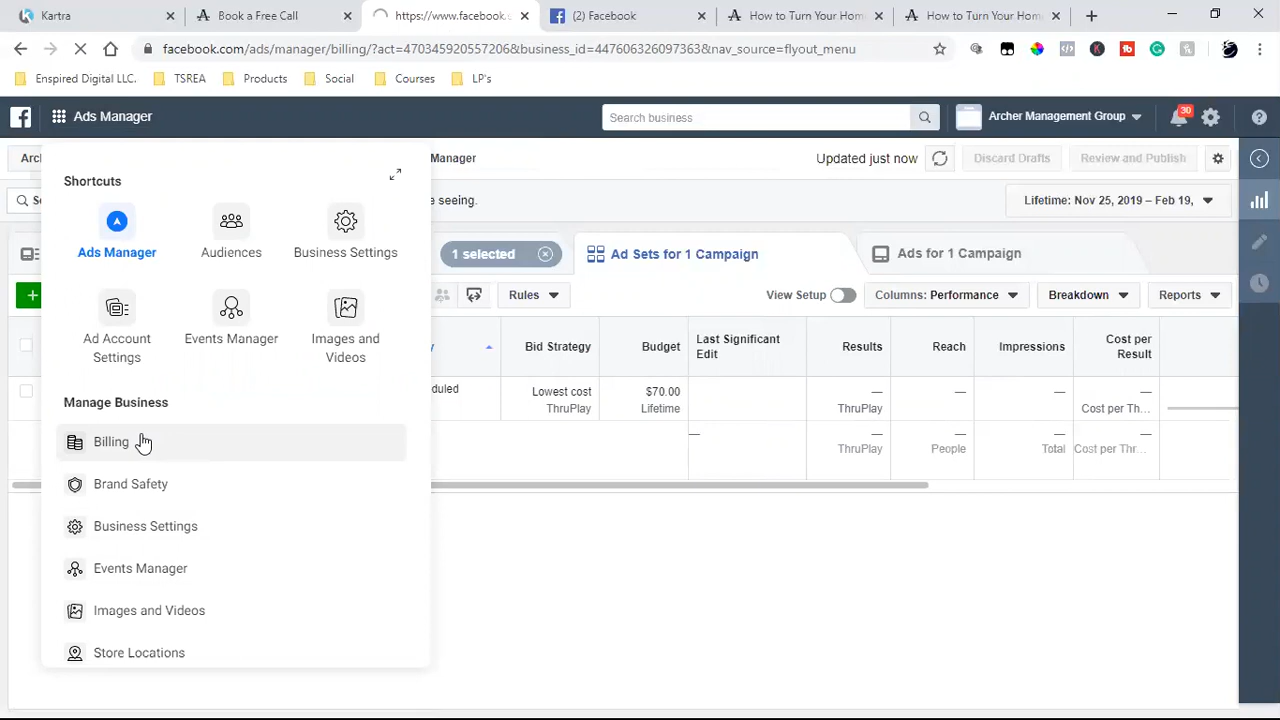 Kartra
Book a Free Call
https://www.facebook.
(2) Facebook
How to Turn Your Hom
How to Turn Your Hom
facebook.com/ads/manager/billing/?act=470345920557206&business_id=447606326097363&nav_source=flyout_menu
Enspired Digital LLC.
TSREA
Products
Social
Courses
LP's
Ads Manager
Search business
Archer Management Group
30
Arc
Manager
Updated just now
Discard Drafts
Review and Publish
Se
e seeing.
Lifetime: Nov 25, 2019 – Feb 19,
Shortcuts
Ads Manager
Audiences
Business Settings
Ad Account
Settings
Events Manager
Images and
Videos
Manage Business
Billing
Brand Safety
Business Settings
Events Manager
Images and Videos
Store Locations
1 selected
Ad Sets for 1 Campaign
Ads for 1 Campaign
Rules
View Setup
Columns: Performance
Breakdown
Reports
y
Bid Strategy
Budget
Last Significant
Edit
Results
Reach
Impressions
Cost per
Result
duled
Lowest cost
ThruPlay
$70.00
Lifetime
—
ThruPlay
—
—
—
Cost per Th...
—
—
ThruPlay
—
People
—
Total
—
Cost per Thr...